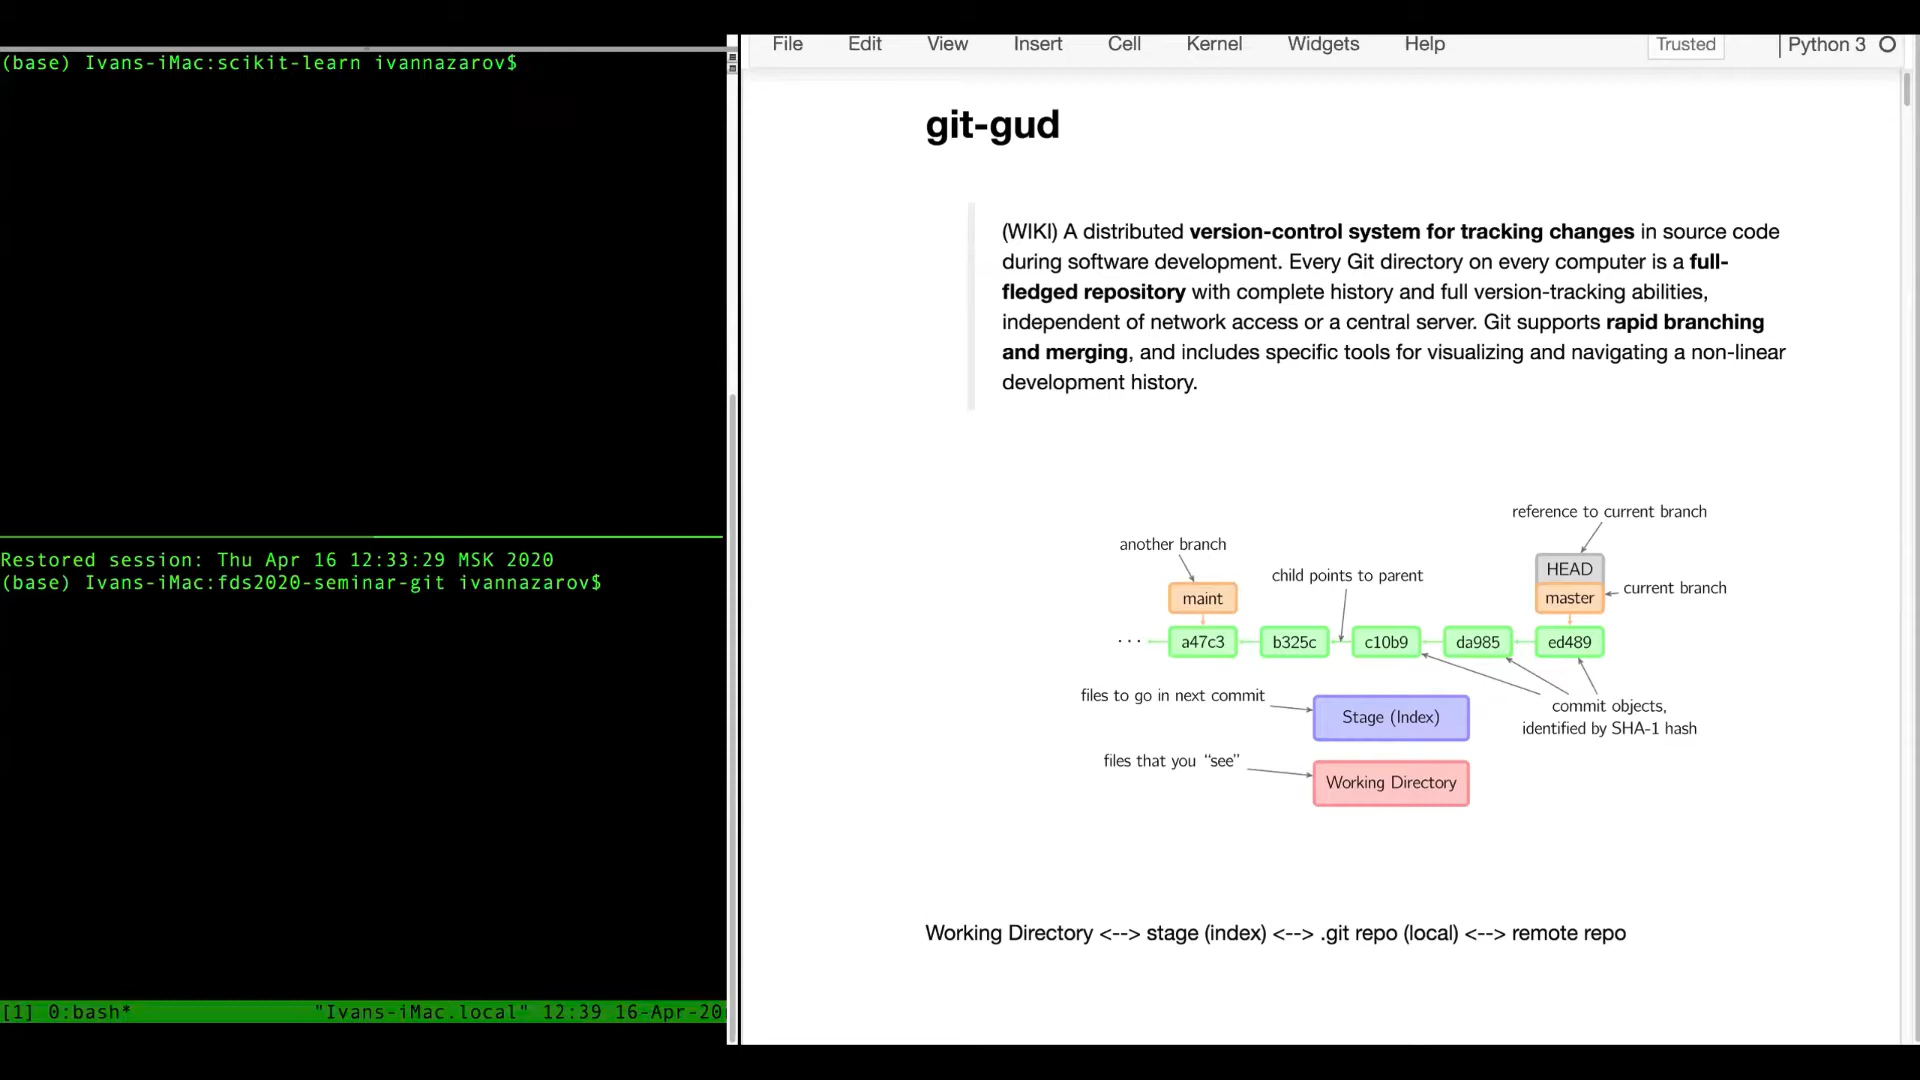 (base) Ivans-iMac:scikit-learn ivannazarov$
Restored session: Thu Apr 16 12:33:29 MSK 2020
(base) Ivans-iMac:fds2020-seminar-git ivannazarov$
[1] 0:bash* "Ivans-iMac.local" 12:39 16-Apr-20
File Edit View Insert Cell Kernel Widgets Help Trusted Python 3
git-gud
(WIKI) A distributed version-control system for tracking changes in source code
during software development. Every Git directory on every computer is a full-
fledged repository with complete history and full version-tracking abilities,
independent of network access or a central server. Git supports rapid branching
and merging, and includes specific tools for visualizing and navigating a non-linear
development history.
reference to current branch
another branch
HEAD
child points to parent
maint
master
current branch
··· a47c3 b325c c10b9 da985 ed489
files to go in next commit
Stage (Index)
commit objects,
identified by SHA-1 hash
files that you “see”
Working Directory
Working Directory <--> stage (index) <--> .git repo (local) <--> remote repo